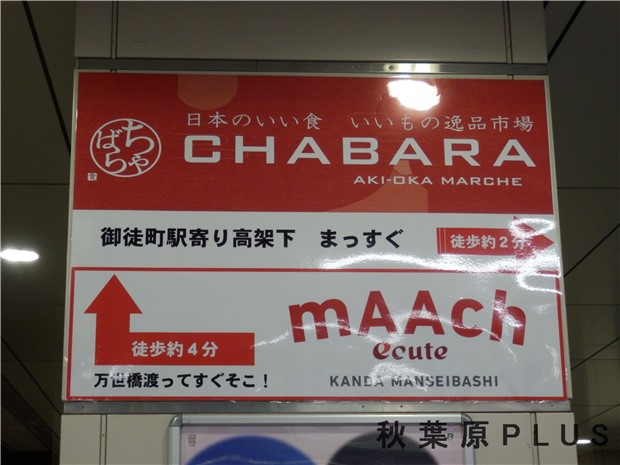 日本のいい食　いいもの逸品市場
ちゃばら
CHABARA
AKI-OKA MARCHE
御徒町駅寄り高架下　まっすぐ
徒歩約2分
mAAch
ecute
徒歩約4分
万世橋渡ってすぐそこ！
KANDA MANSEIBASHI
秋葉原PLUS